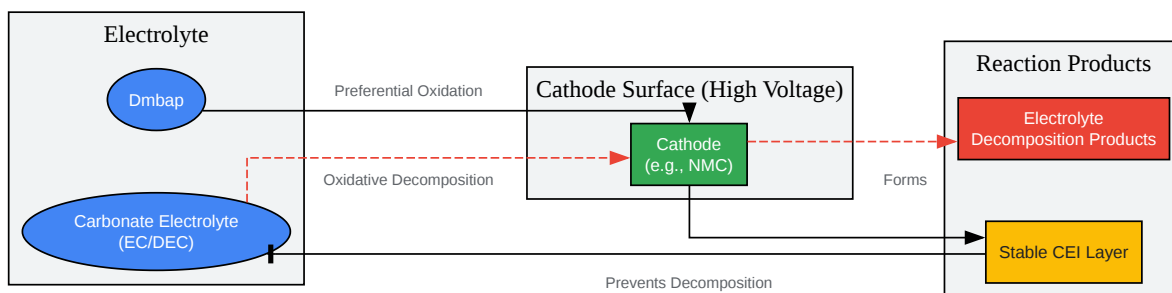 Electrolyte
Dmbap
Carbonate Electrolyte
(EC/DEC)
Preferential Oxidation
Oxidative Decomposition
Cathode Surface (High Voltage)
Cathode
(e.g., NMC)
Forms
Prevents Decomposition
Reaction Products
Electrolyte
Decomposition Products
Stable CEI Layer